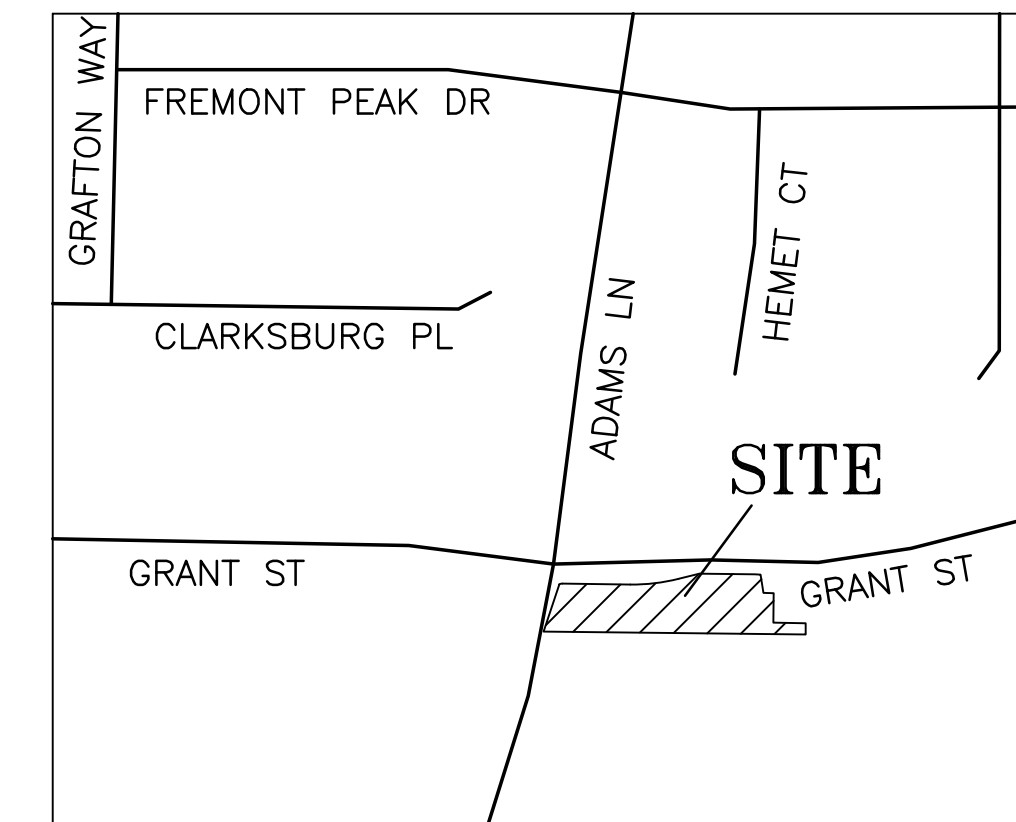 GRAFTON WAY
FREMONT PEAK DR
HEMET CT
ADAMS LN
CLARKSBURG PL
SITE
GRANT ST
GRANT ST